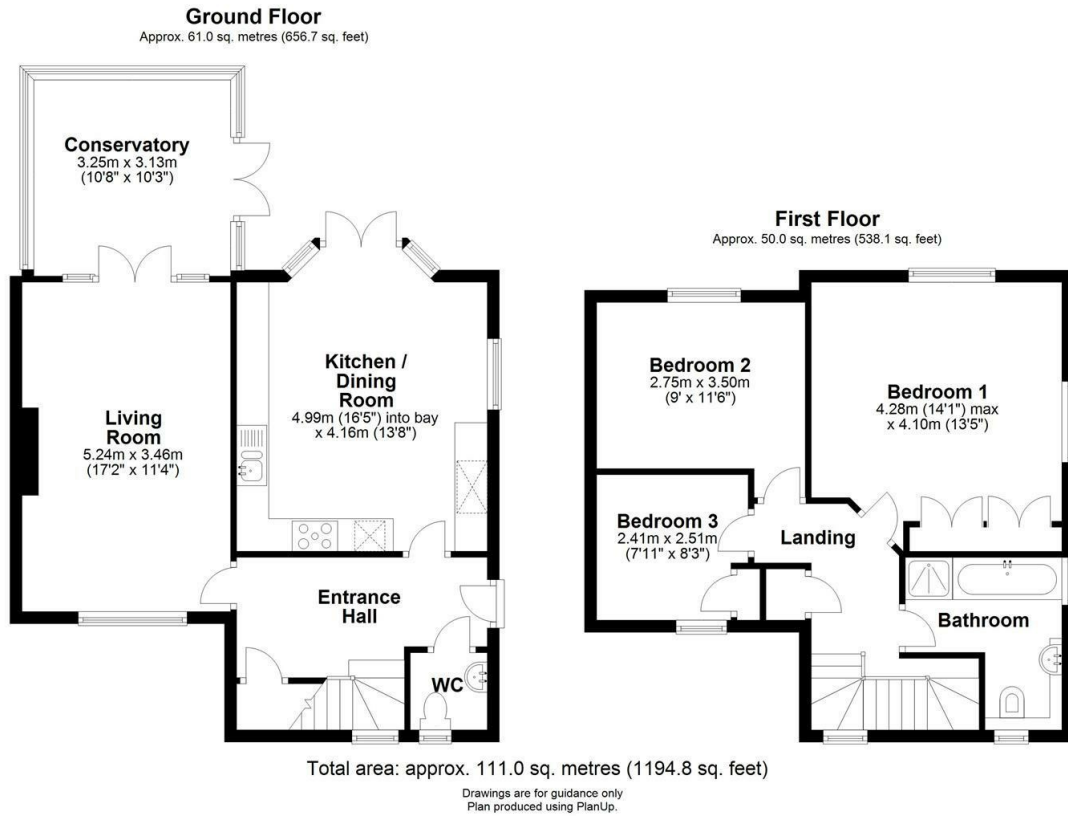 Ground Floor
Approx. 61.0 sq. metres (656.7 sq. feet)
Conservatory
3.25m x 3.13m
(10'8" x 10'3")
Kitchen /
Dining
Room
4.99m (16'5") into bay
x 4.16m (13'8")
Living
Room
5.24m x 3.46m
(17'2" x 11'4")
Entrance
Hall
WC
First Floor
Approx. 50.0 sq. metres (538.1 sq. feet)
Bedroom 2
2.75m x 3.50m
(9' x 11'6")
Bedroom 1
4.28m (14'1") max
x 4.10m (13'5")
Bedroom 3
2.41m x 2.51m
(7'11" x 8'3")
Landing
Bathroom
Total area: approx. 111.0 sq. metres (1194.8 sq. feet)
Drawings are for guidance only
Plan produced using PlanUp.